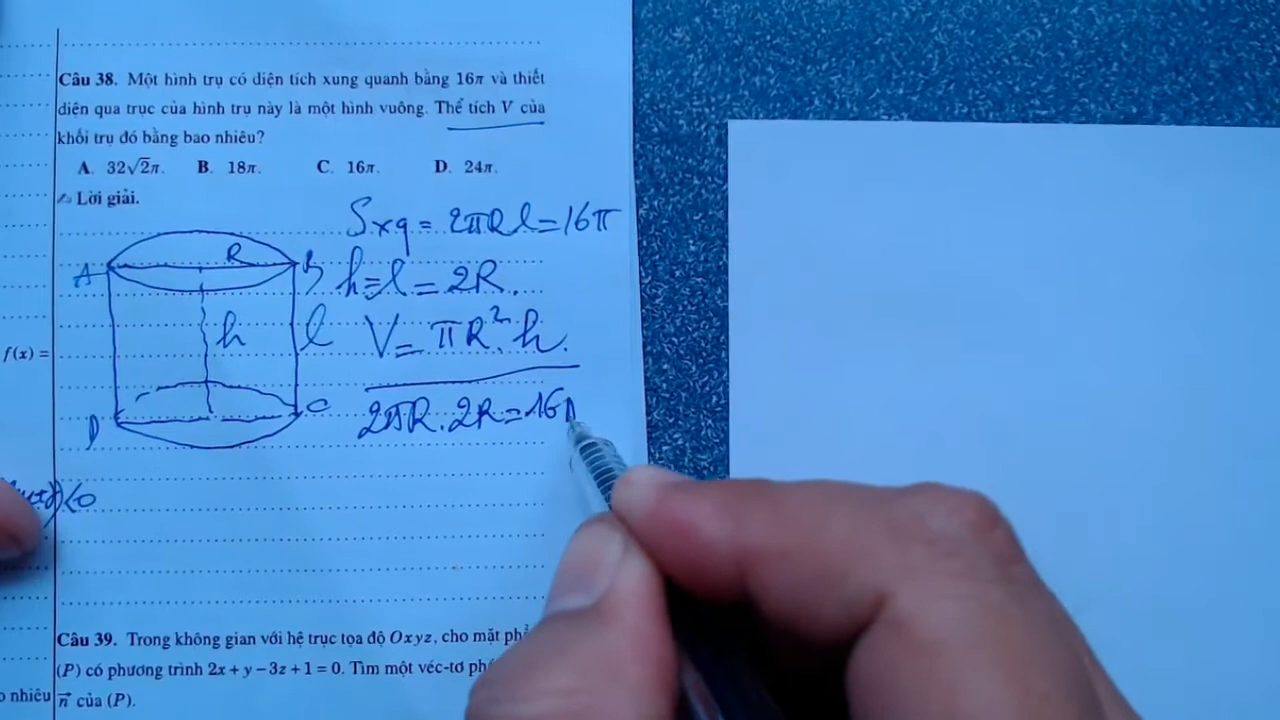 Câu 38. Một hình trụ có diện tích xung quanh bằng 16π và thiết
diện qua trục của hình trụ này là một hình vuông. Thể tích V của
khối trụ đó bằng bao nhiêu?
A. 32√2π. B. 18π. C. 16π. D. 24π.
Lời giải.
Sxq = 2πRl = 16π
A R B
h = l = 2R.
h l
V = πR². h.
f(x) =
D C
2πR. 2R = 16π
) < 0
Câu 39. Trong không gian với hệ trục tọa độ Oxyz, cho mặt
(P) có phương trình 2x + y − 3z + 1 = 0. Tìm một véc-tơ
nhiêu
n⃗ của (P).